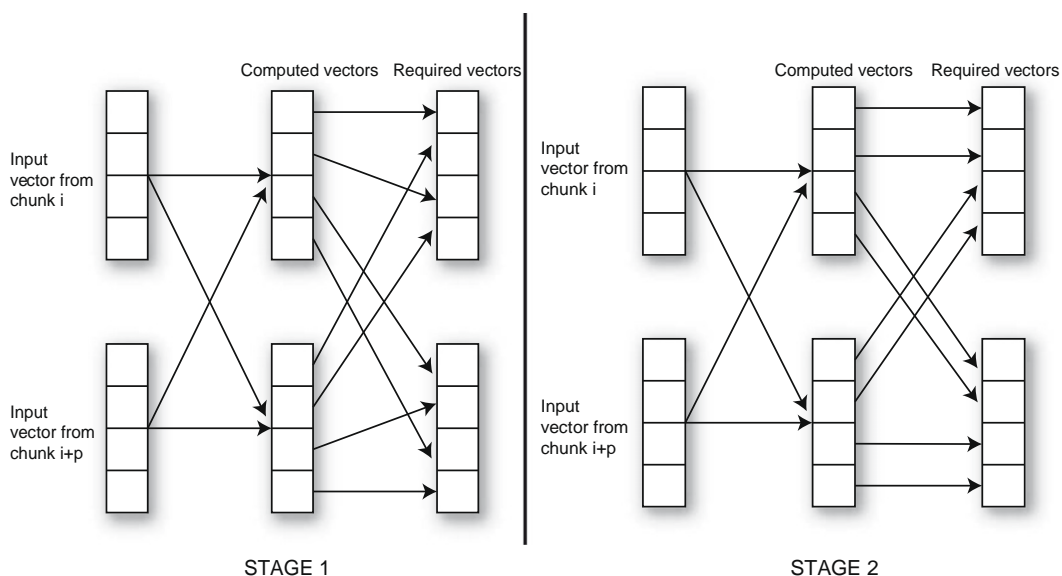 Computed vectors Required vectors
Input
vector from
chunk i
Input
vector from
chunk i+p
STAGE 1
Computed vectors Required vectors
Input
vector from
chunk i
Input
vector from
chunk i+p
STAGE 2